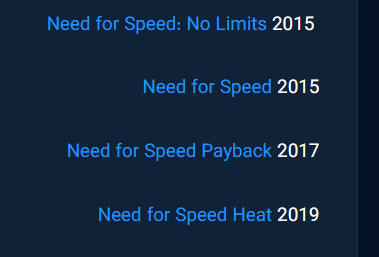 Need for Speed: No Limits 2015
Need for Speed 2015
Need for Speed Payback 2017
Need for Speed Heat 2019